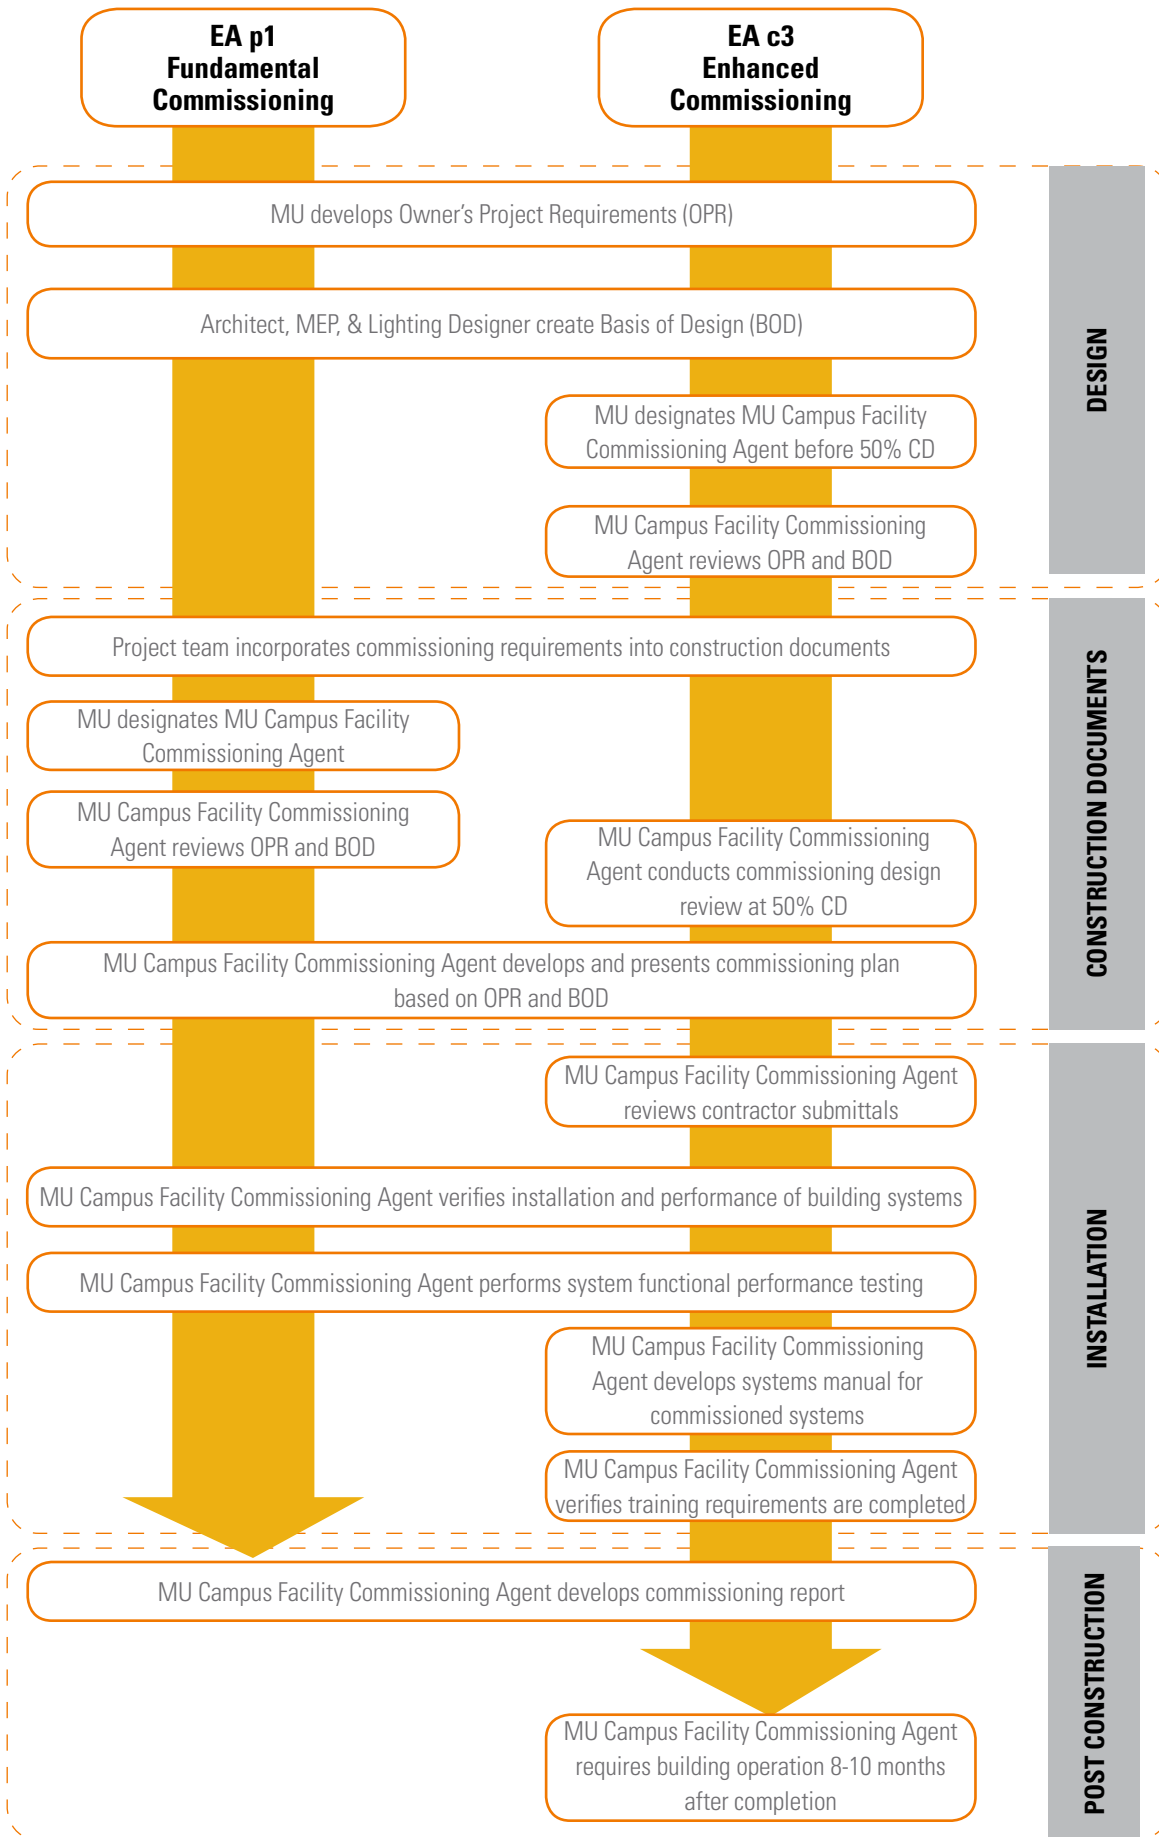 EA p1
Fundamental
Commissioning
EA c3
Enhanced
Commissioning
MU develops Owner's Project Requirements (OPR)
Architect, MEP, & Lighting Designer create Basis of Design (BOD)
MU designates MU Campus Facility
Commissioning Agent before 50% CD
MU Campus Facility Commissioning
Agent reviews OPR and BOD
DESIGN
Project team incorporates commissioning requirements into construction documents
MU designates MU Campus Facility
Commissioning Agent
MU Campus Facility Commissioning
Agent reviews OPR and BOD
MU Campus Facility Commissioning
Agent conducts commissioning design
review at 50% CD
MU Campus Facility Commissioning Agent develops and presents commissioning plan
based on OPR and BOD
CONSTRUCTION DOCUMENTS
MU Campus Facility Commissioning Agent
reviews contractor submittals
MU Campus Facility Commissioning Agent verifies installation and performance of building systems
MU Campus Facility Commissioning Agent performs system functional performance testing
MU Campus Facility Commissioning
Agent develops systems manual for
commissioned systems
MU Campus Facility Commissioning Agent
verifies training requirements are completed
INSTALLATION
MU Campus Facility Commissioning Agent develops commissioning report
MU Campus Facility Commissioning Agent
requires building operation 8-10 months
after completion
POST CONSTRUCTION